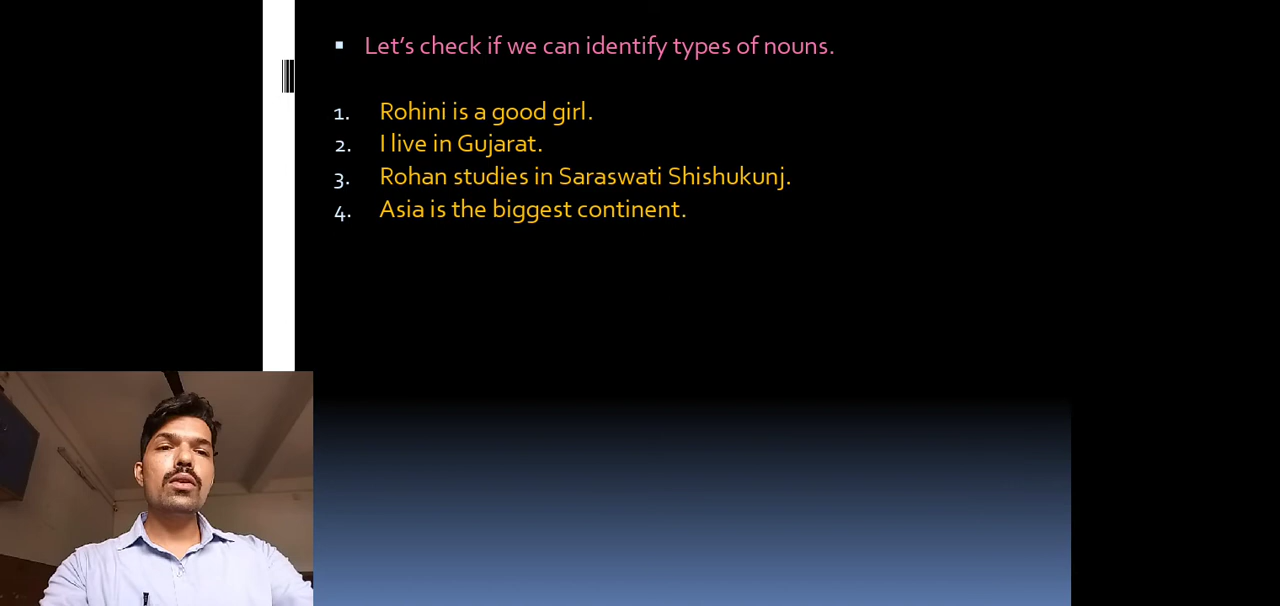 Let's check if we can identify types of nouns.
1. Rohini is a good girl.
2. I live in Gujarat.
3. Rohan studies in Saraswati Shishukunj.
4. Asia is the biggest continent.